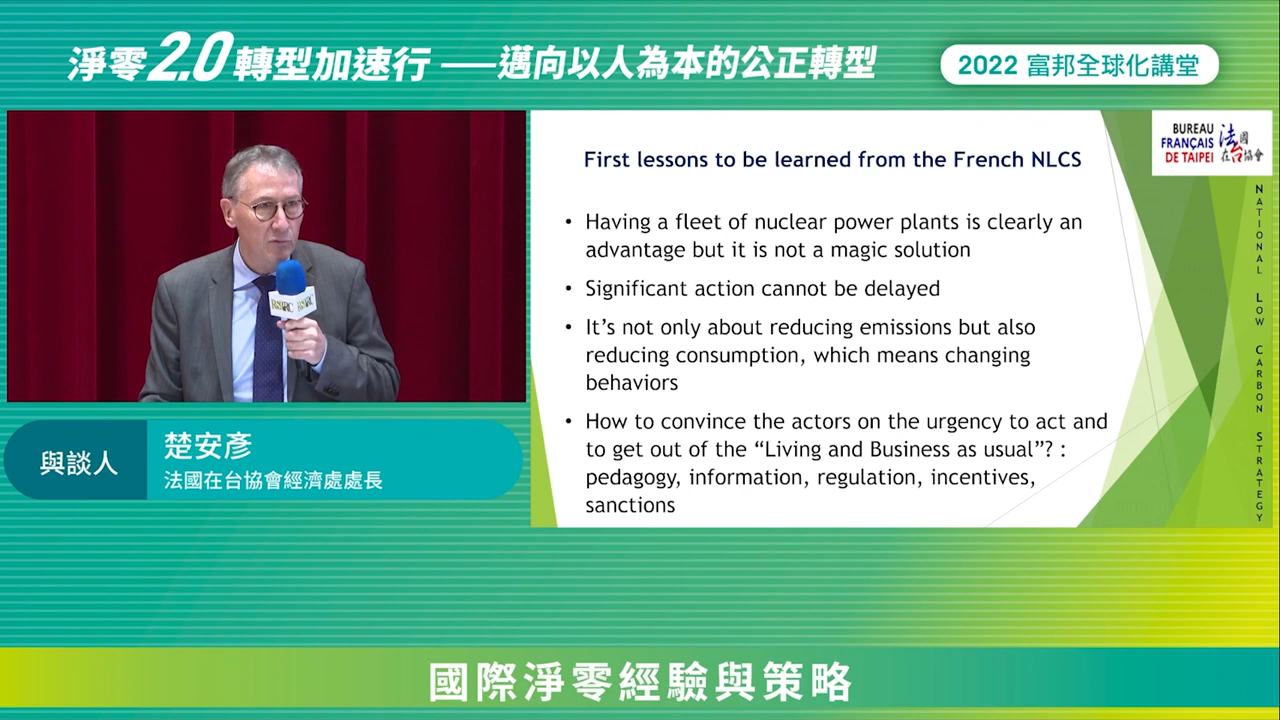 淨零2.0轉型加速行——邁向以人為本的公正轉型
2022 富邦全球化講堂
與談人
楚安彥
法國在台協會經濟處處長
First lessons to be learned from the French NLCS
• Having a fleet of nuclear power plants is clearly an
advantage but it is not a magic solution
• Significant action cannot be delayed
• It’s not only about reducing emissions but also
reducing consumption, which means changing
behaviors
• How to convince the actors on the urgency to act and
to get out of the “Living and Business as usual”? :
pedagogy, information, regulation, incentives,
sanctions
BUREAU
FRANÇAIS
DE TAIPEI
法國
在台協會
NATIONAL LOW CARBON STRATEGY
國際淨零經驗與策略